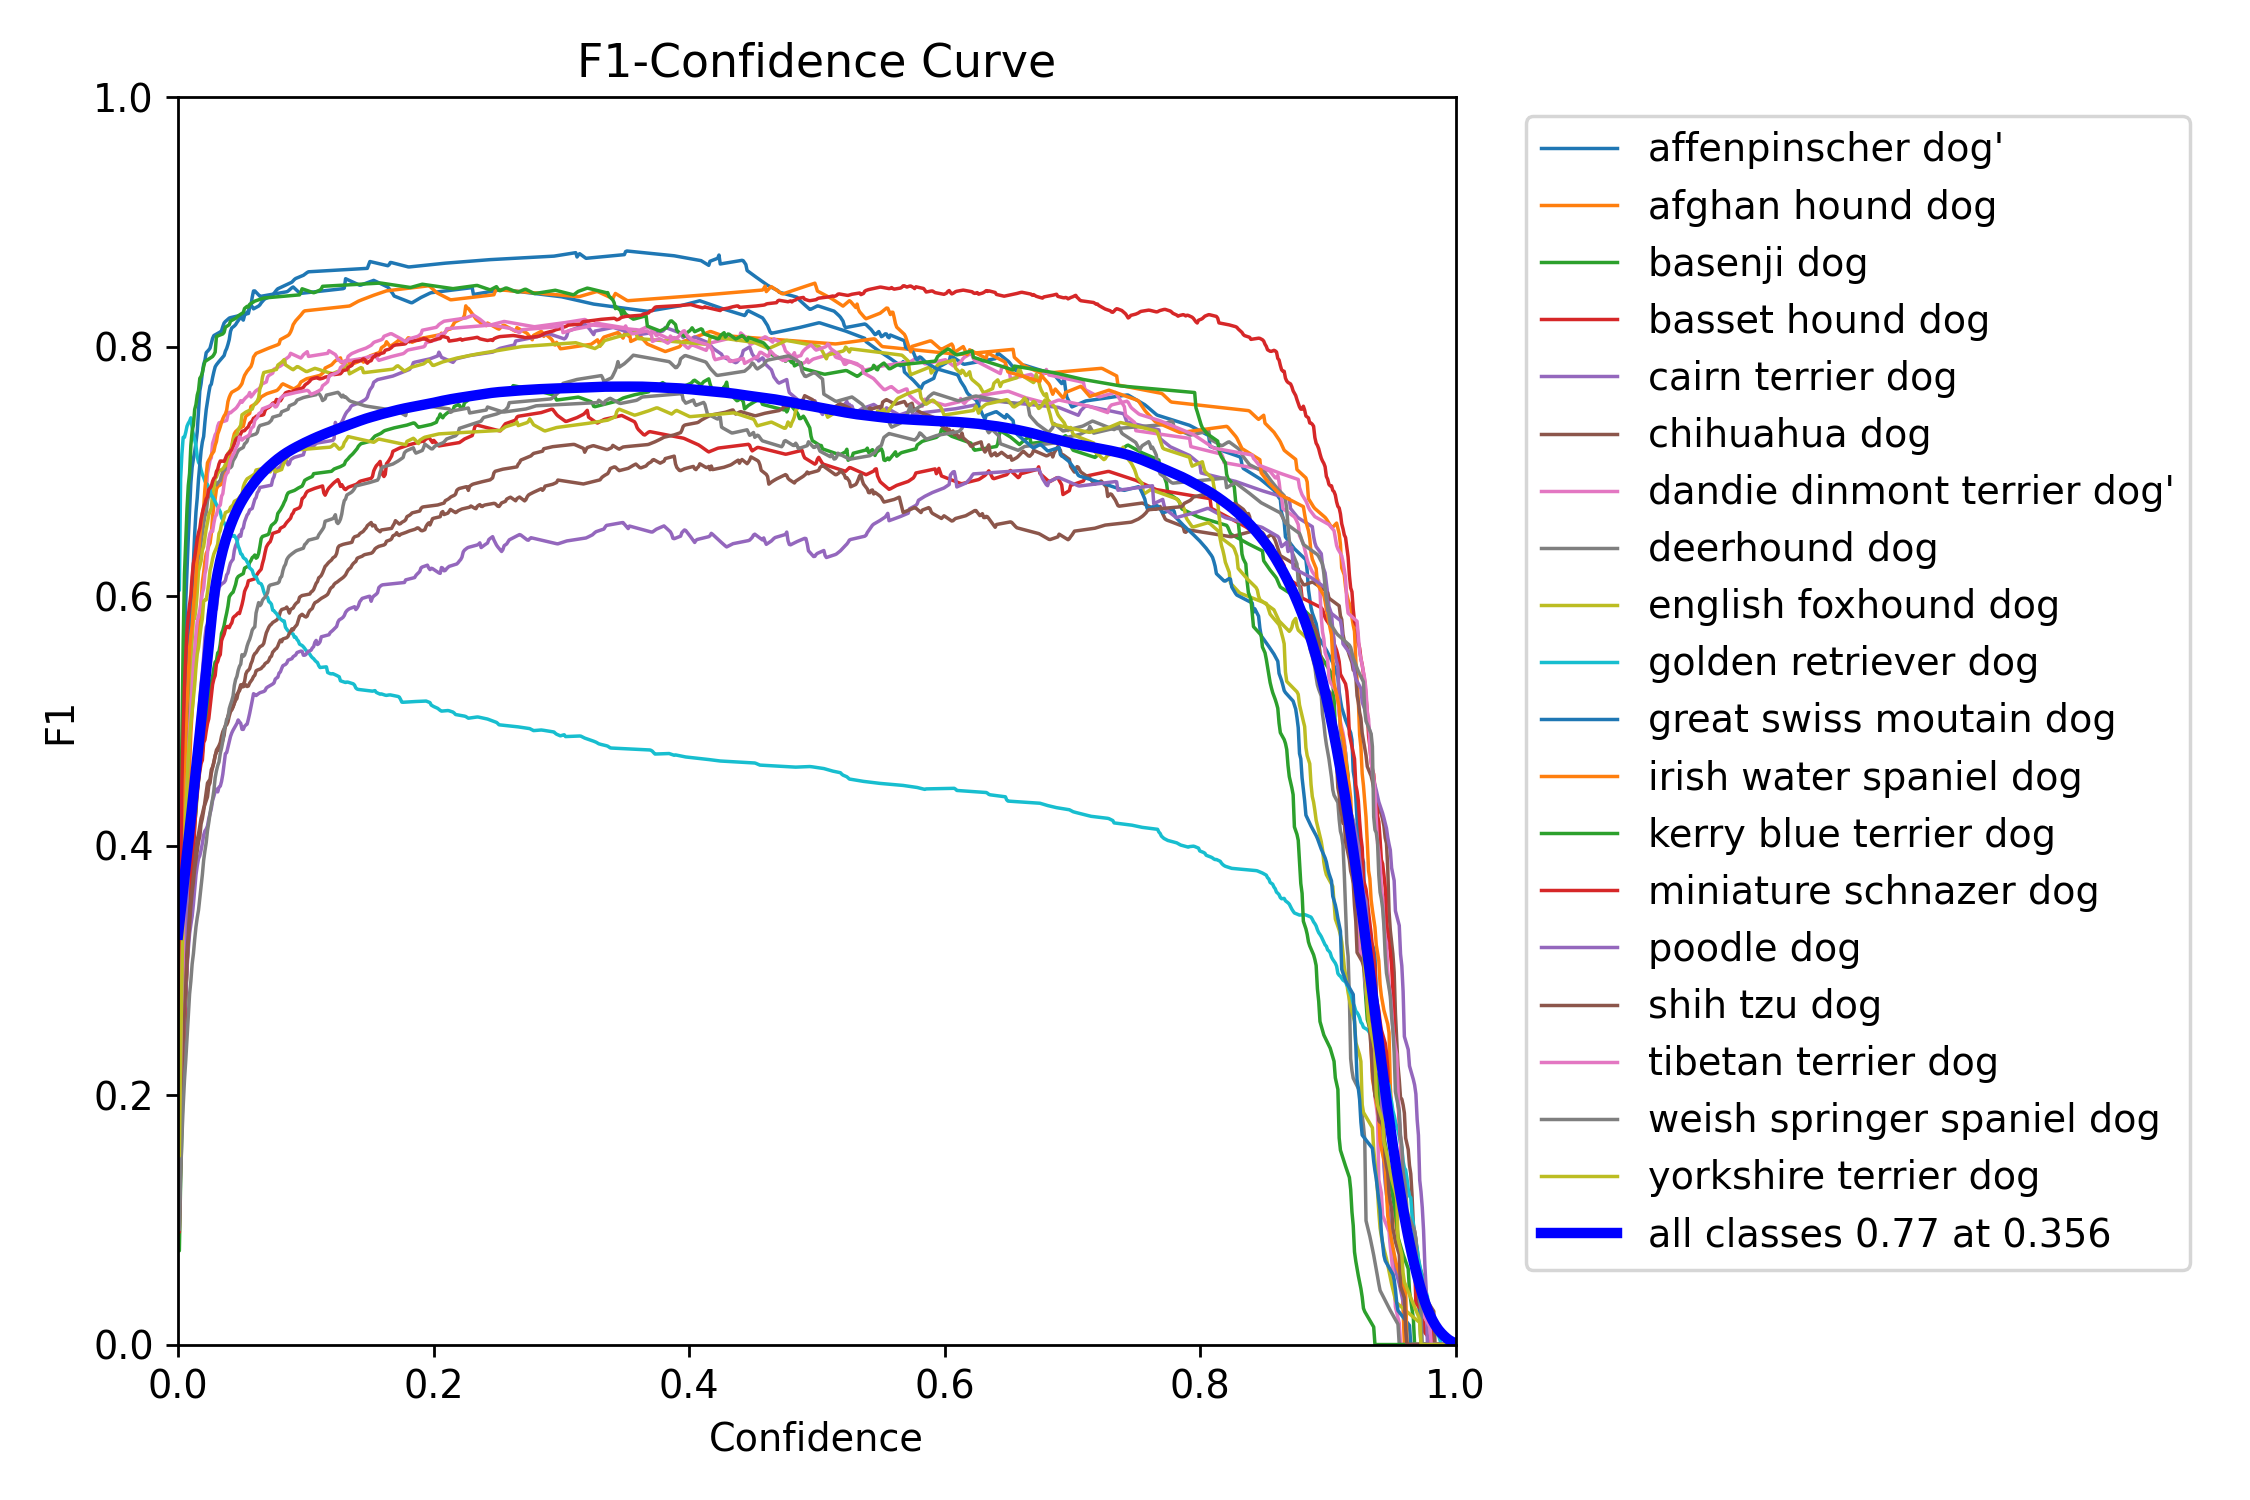 F1-Confidence Curve
1.0
0.8
0.6
0.4
0.2
0.0
F1
0.0 0.2 0.4 0.6 0.8 1.0
Confidence
affenpinscher dog'
afghan hound dog
basenji dog
basset hound dog
cairn terrier dog
chihuahua dog
dandie dinmont terrier dog'
deerhound dog
english foxhound dog
golden retriever dog
great swiss moutain dog
irish water spaniel dog
kerry blue terrier dog
miniature schnazer dog
poodle dog
shih tzu dog
tibetan terrier dog
weish springer spaniel dog
yorkshire terrier dog
all classes 0.77 at 0.356